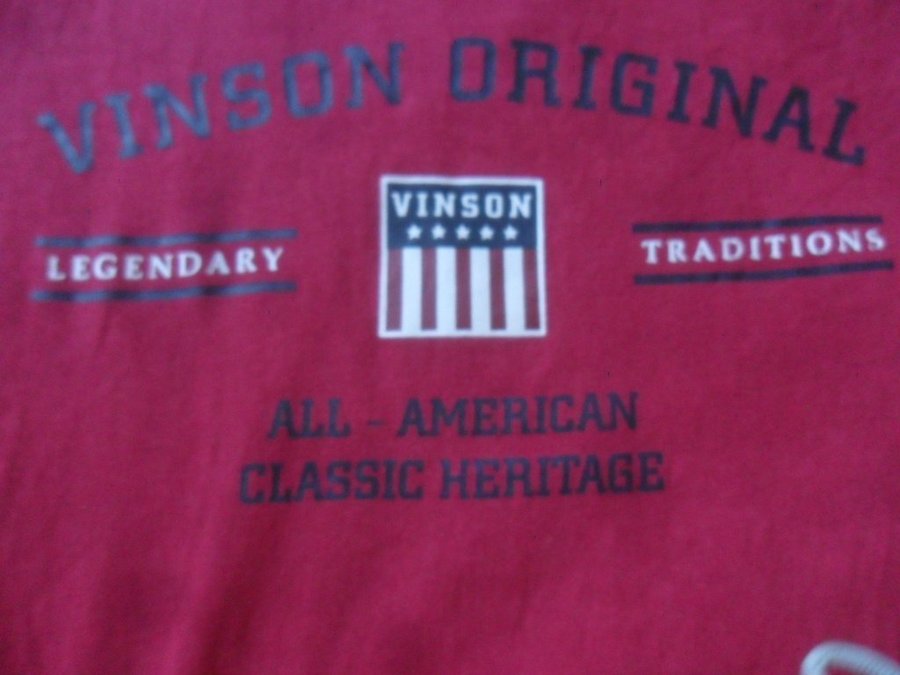 VINSON ORIGINAL
VINSON
LEGENDARY
TRADITIONS
ALL - AMERICAN
CLASSIC HERITAGE